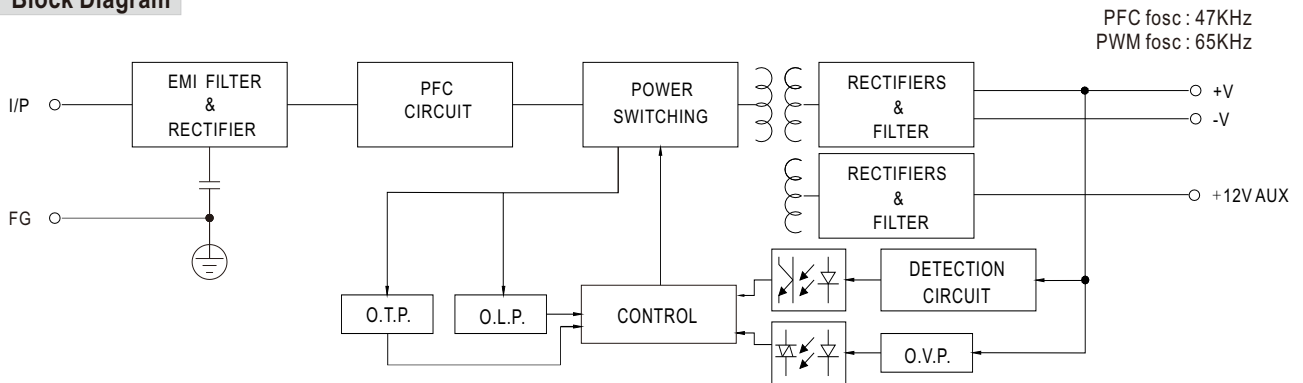 Block Diagram
PFC fosc : 47KHz
PWM fosc : 65KHz
I/P
EMI FILTER
&
RECTIFIER
PFC
CIRCUIT
POWER
SWITCHING
RECTIFIERS
&
FILTER
+V
-V
RECTIFIERS
&
FILTER
+12V AUX
FG
DETECTION
CIRCUIT
O.T.P.
O.L.P.
CONTROL
O.V.P.